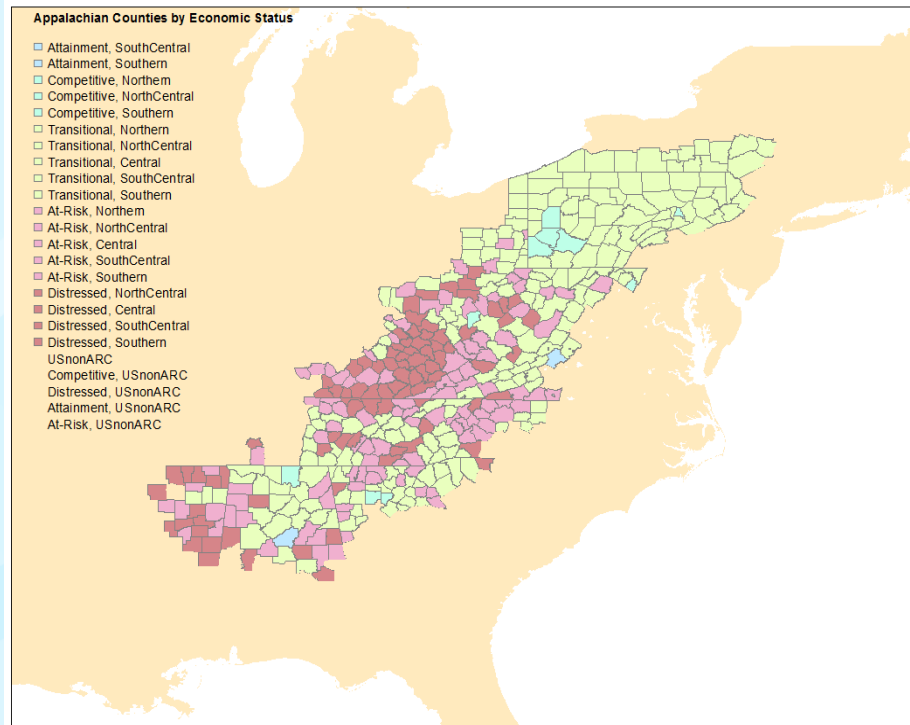 Appalachian Counties by Economic Status
Attainment, SouthCentral
Attainment, Southern
Competitive, Northern
Competitive, NorthCentral
Competitive, Southern
Transitional, Northern
Transitional, NorthCentral
Transitional, Central
Transitional, SouthCentral
Transitional, Southern
At-Risk, Northern
At-Risk, NorthCentral
At-Risk, Central
At-Risk, SouthCentral
At-Risk, Southern
Distressed, NorthCentral
Distressed, Central
Distressed, SouthCentral
Distressed, Southern
USnonARC
Competitive, USnonARC
Distressed, USnonARC
Attainment, USnonARC
At-Risk, USnonARC